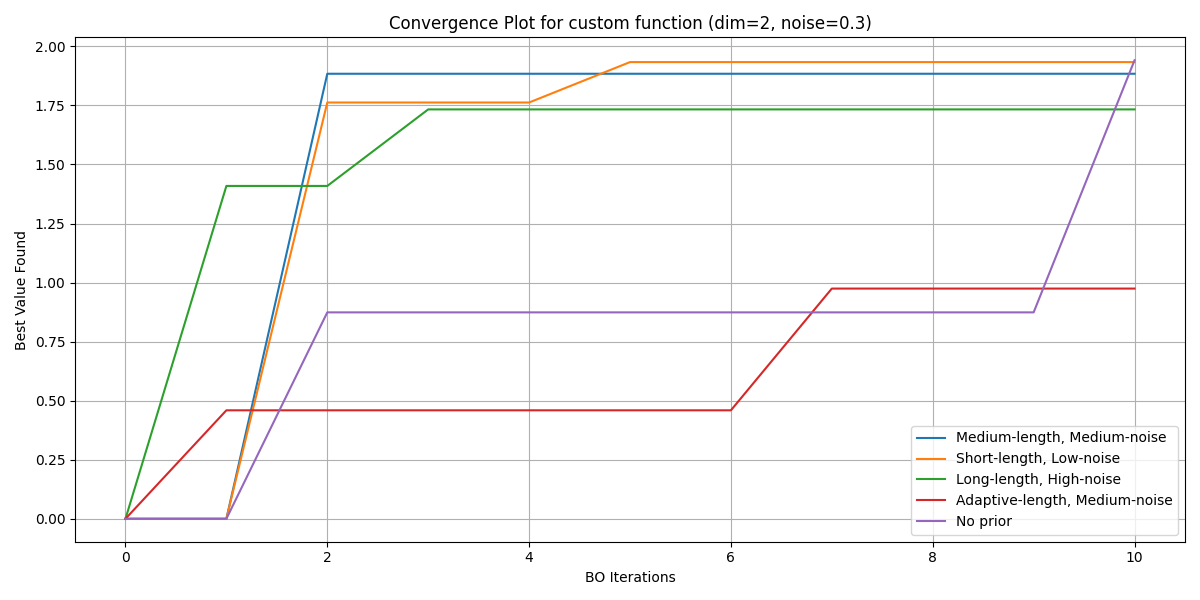 Convergence Plot for custom function (dim=2, noise=0.3)
Best Value Found
2.00
1.75
1.50
1.25
1.00
0.75
0.50
0.25
0.00
0 2 4 6 8 10
BO Iterations
Medium-length, Medium-noise
Short-length, Low-noise
Long-length, High-noise
Adaptive-length, Medium-noise
No prior